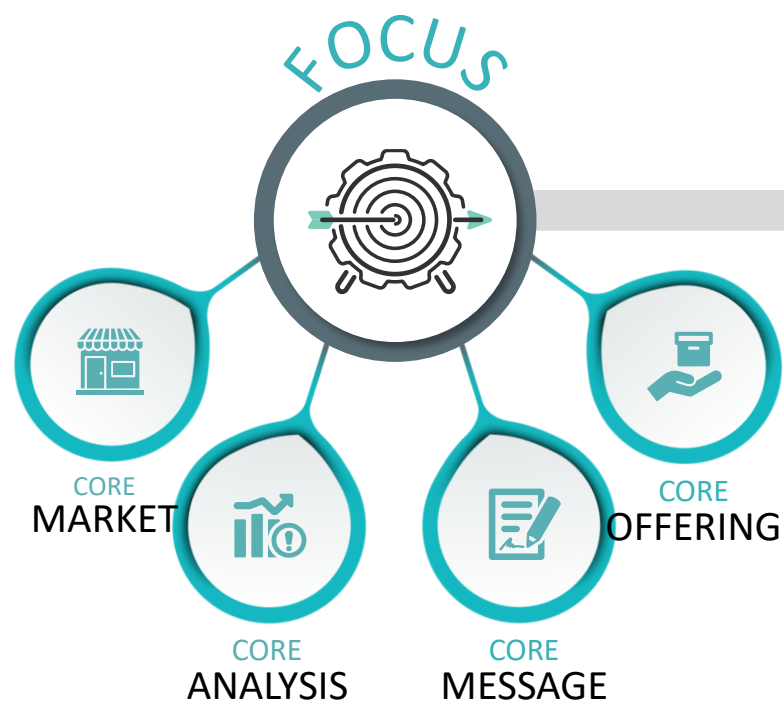 FOCUS
CORE
MARKET
CORE
ANALYSIS
CORE
MESSAGE
CORE
OFFERING